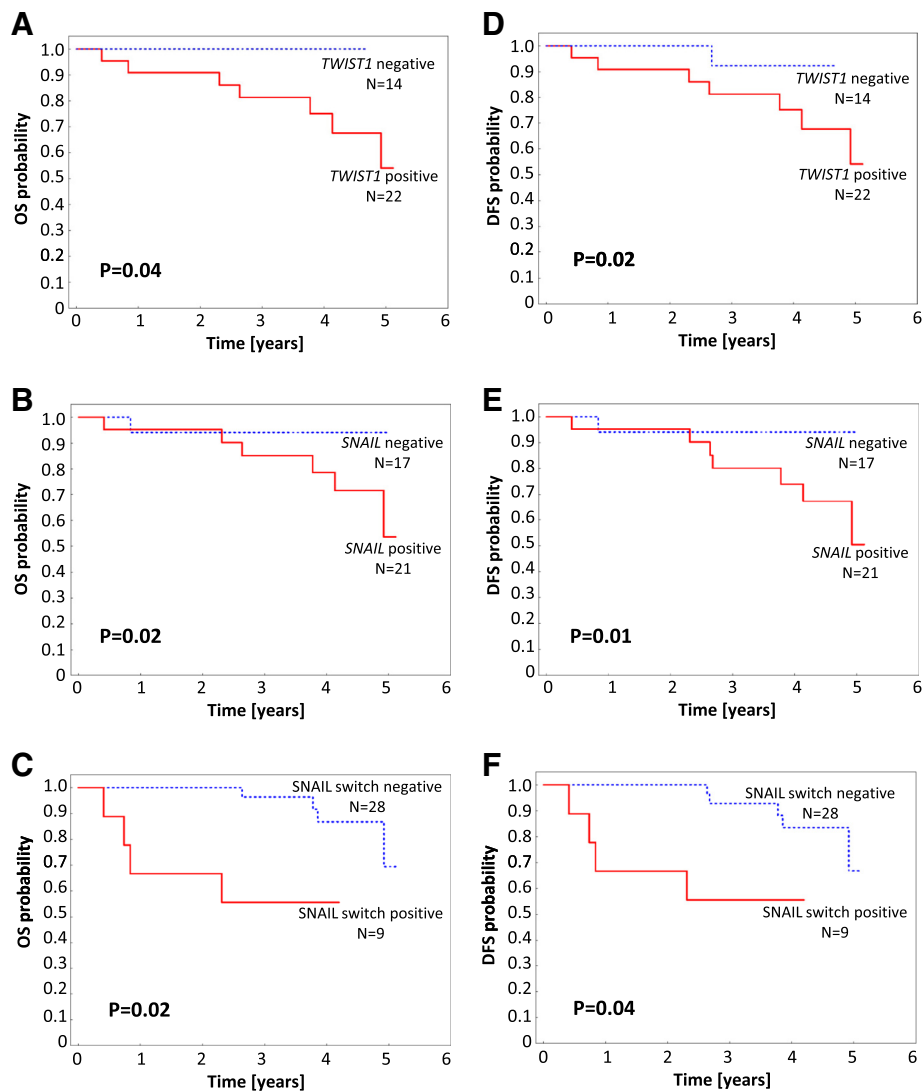 A
OS probability
1.0
0.9
0.8
0.7
0.6
0.5
0.4
0.3
0.2
0.1
0
TWIST1 negative
N=14
TWIST1 positive
N=22
P=0.04
0 1 2 3 4 5 6
Time [years]
D
DFS probability
1.0
0.9
0.8
0.7
0.6
0.5
0.4
0.3
0.2
0.1
0
TWIST1 negative
N=14
TWIST1 positive
N=22
P=0.02
0 1 2 3 4 5 6
Time [years]
B
OS probability
1.0
0.9
0.8
0.7
0.6
0.5
0.4
0.3
0.2
0.1
0
SNAIL negative
N=17
SNAIL positive
N=21
P=0.02
0 1 2 3 4 5 6
Time [years]
E
DFS probability
1.0
0.9
0.8
0.7
0.6
0.5
0.4
0.3
0.2
0.1
0
SNAIL negative
N=17
SNAIL positive
N=21
P=0.01
0 1 2 3 4 5 6
Time [years]
C
OS probability
1.0
0.9
0.8
0.7
0.6
0.5
0.4
0.3
0.2
0.1
0
SNAIL switch negative
N=28
SNAIL switch positive
N=9
P=0.02
0 1 2 3 4 5 6
Time [years]
F
DFS probability
1.0
0.9
0.8
0.7
0.6
0.5
0.4
0.3
0.2
0.1
0
SNAIL switch negative
N=28
SNAIL switch positive
N=9
P=0.04
0 1 2 3 4 5 6
Time [years]